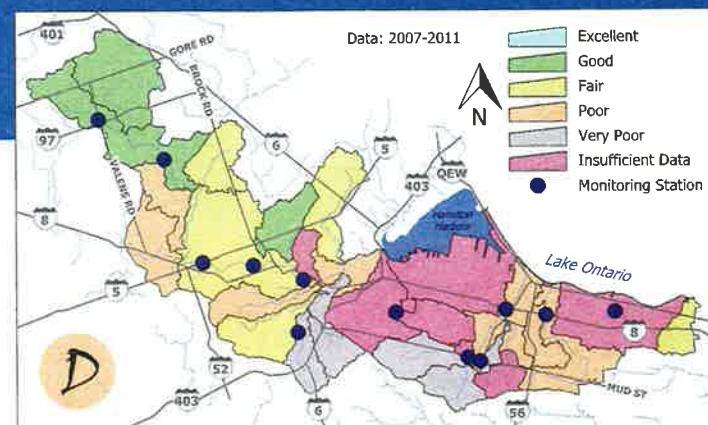 Data: 2007-2011
Excellent
Good
Fair
Poor
Very Poor
Insufficient Data
Monitoring Station
N
401
GORE RD
BROCK RD
97
6
5
VALENS RD
403
QEW
8
Hamilton
Harbour
Lake Ontario
5
8
D
52
403
6
56
MUD ST